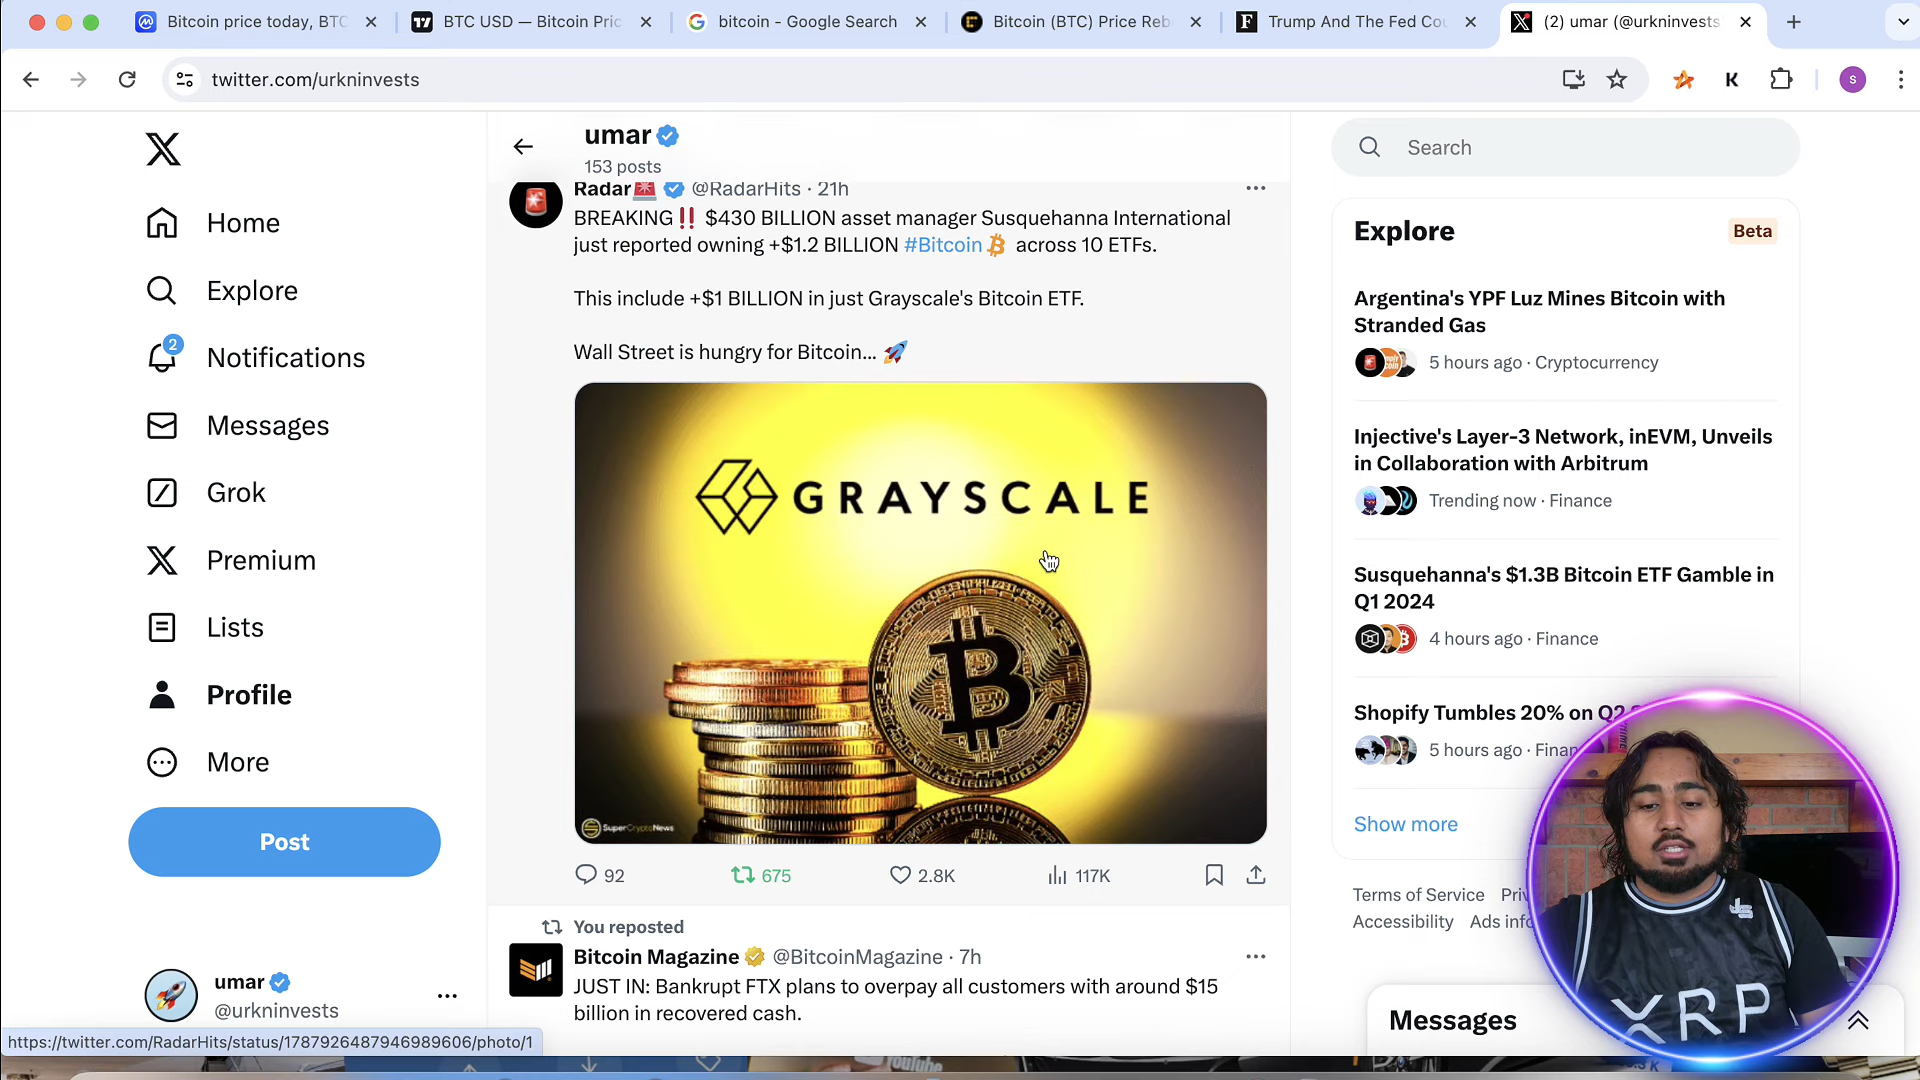 Bitcoin price today, BTC
BTC USD — Bitcoin Pric
bitcoin - Google Search
Bitcoin (BTC) Price Reb
Trump And The Fed Cou
(2) umar (@urkninvests
twitter.com/urkninvests
K
S
umar
153 posts
Search
Home
Explore
2
Notifications
Messages
Grok
Premium
Lists
Profile
More
Post
umar
@urkninvests
https://twitter.com/RadarHits/status/1787926487946989606/photo/1
Radar🚨 @RadarHits · 21h
BREAKING‼️ $430 BILLION asset manager Susquehanna International
just reported owning +$1.2 BILLION #Bitcoin across 10 ETFs.
This include +$1 BILLION in just Grayscale's Bitcoin ETF.
Wall Street is hungry for Bitcoin... 🚀
GRAYSCALE
SuperCryptoNews
92 675 2.8K 117K
You reposted
Bitcoin Magazine @BitcoinMagazine · 7h
JUST IN: Bankrupt FTX plans to overpay all customers with around $15
billion in recovered cash.
Explore Beta
Argentina's YPF Luz Mines Bitcoin with
Stranded Gas
5 hours ago · Cryptocurrency
Injective's Layer-3 Network, inEVM, Unveils
in Collaboration with Arbitrum
Trending now · Finance
Susquehanna's $1.3B Bitcoin ETF Gamble in
Q1 2024
4 hours ago · Finance
Shopify Tumbles 20% on Q2
5 hours ago · Finan
Show more
Terms of Service Priv
Accessibility Ads info
Messages
XRP
YouTube